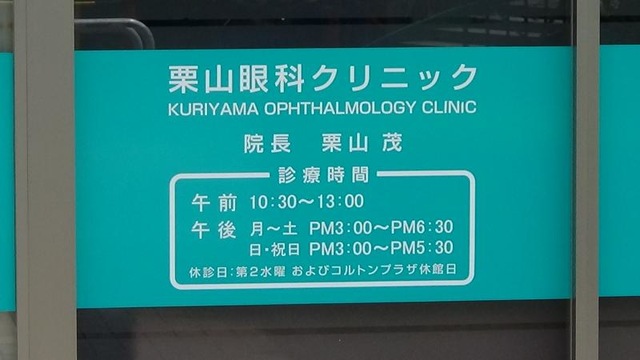 栗山眼科クリニック
KURIYAMA OPHTHALMOLOGY CLINIC
院長 栗山 茂
診療時間
午前 10:30〜13:00
午後 月〜土 PM3:00〜PM6:30
日・祝日 PM3:00〜PM5:30
休診日:第2水曜 およびコルトンプラザ休館日